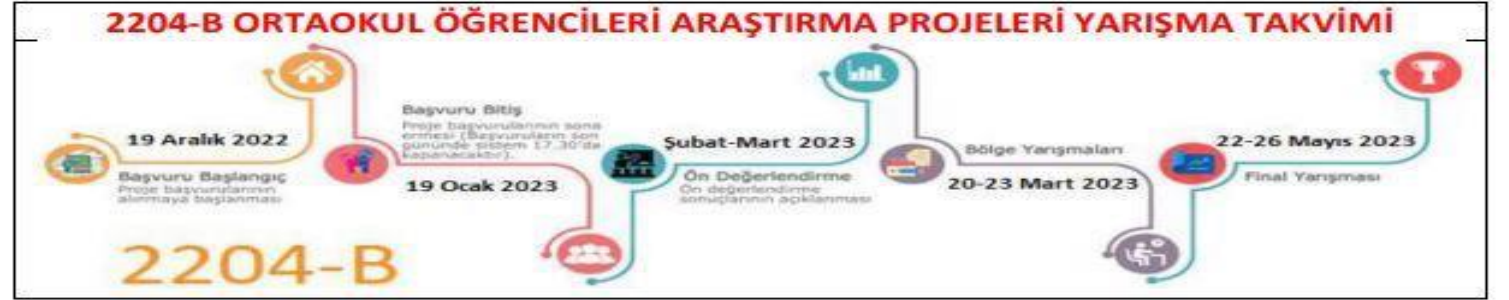 2204-B ORTAOKUL ÖĞRENCİLERİ ARAŞTIRMA PROJELERİ YARIŞMA TAKVİMİ
19 Aralık 2022
Başvuru Başlangıç
Proje başvurularının
alınmaya başlanması
Başvuru Bitiş
Proje başvurularının sona
ermesi (Başvuruların son
gününde sistem 17.30'da
kapanacaktır).
19 Ocak 2023
Şubat-Mart 2023
Ön Değerlendirme
Ön değerlendirme
sonuçlarının açıklanması
Bölge Yarışmaları
20-23 Mart 2023
22-26 Mayıs 2023
Final Yarışması
2204-B